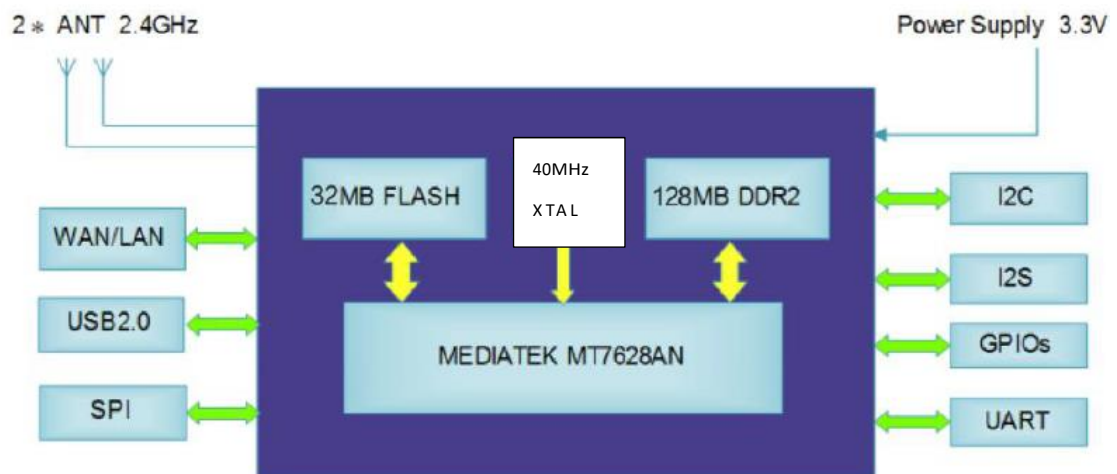 2 * ANT 2.4GHz
Power Supply 3.3V
32MB FLASH
40MHz
XTAL
128MB DDR2
I2C
WAN/LAN
I2S
USB2.0
GPIOs
MEDIATEK MT7628AN
SPI
UART